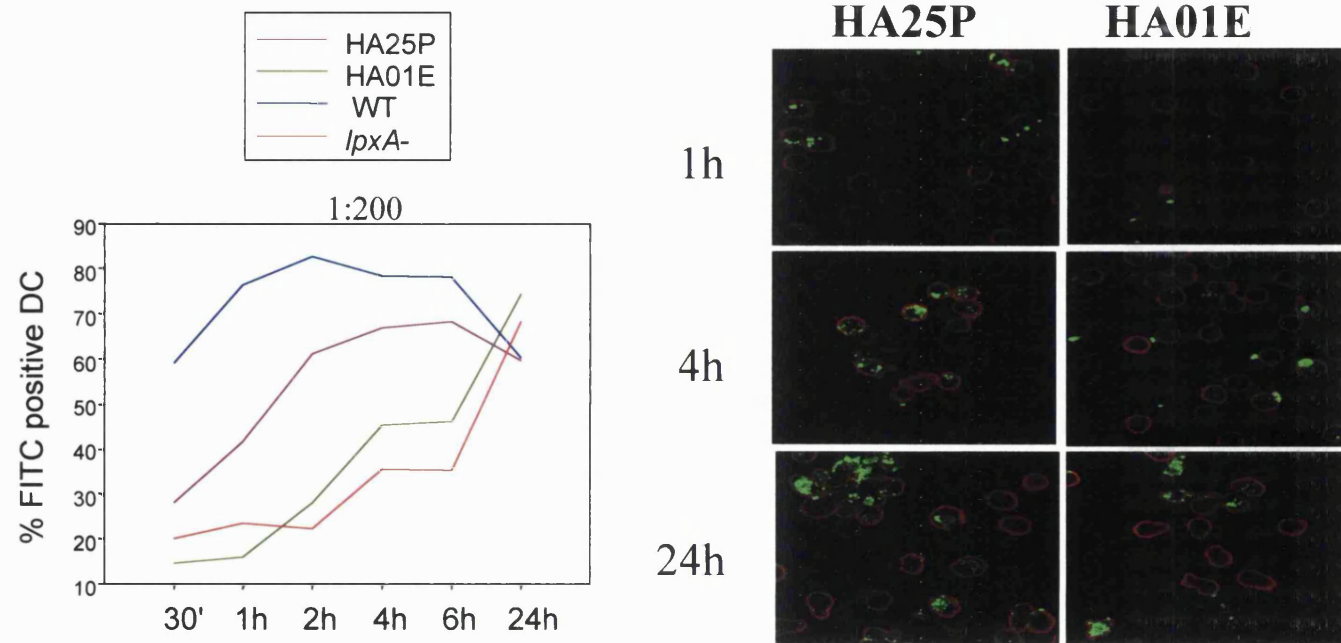 HA25P
HA01E
WT
lpxA-
1:200
% FITC positive DC
90
80
70
60
50
40
30
20
10
30' 1h 2h 4h 6h 24h
HA25P HA01E
1h
4h
24h